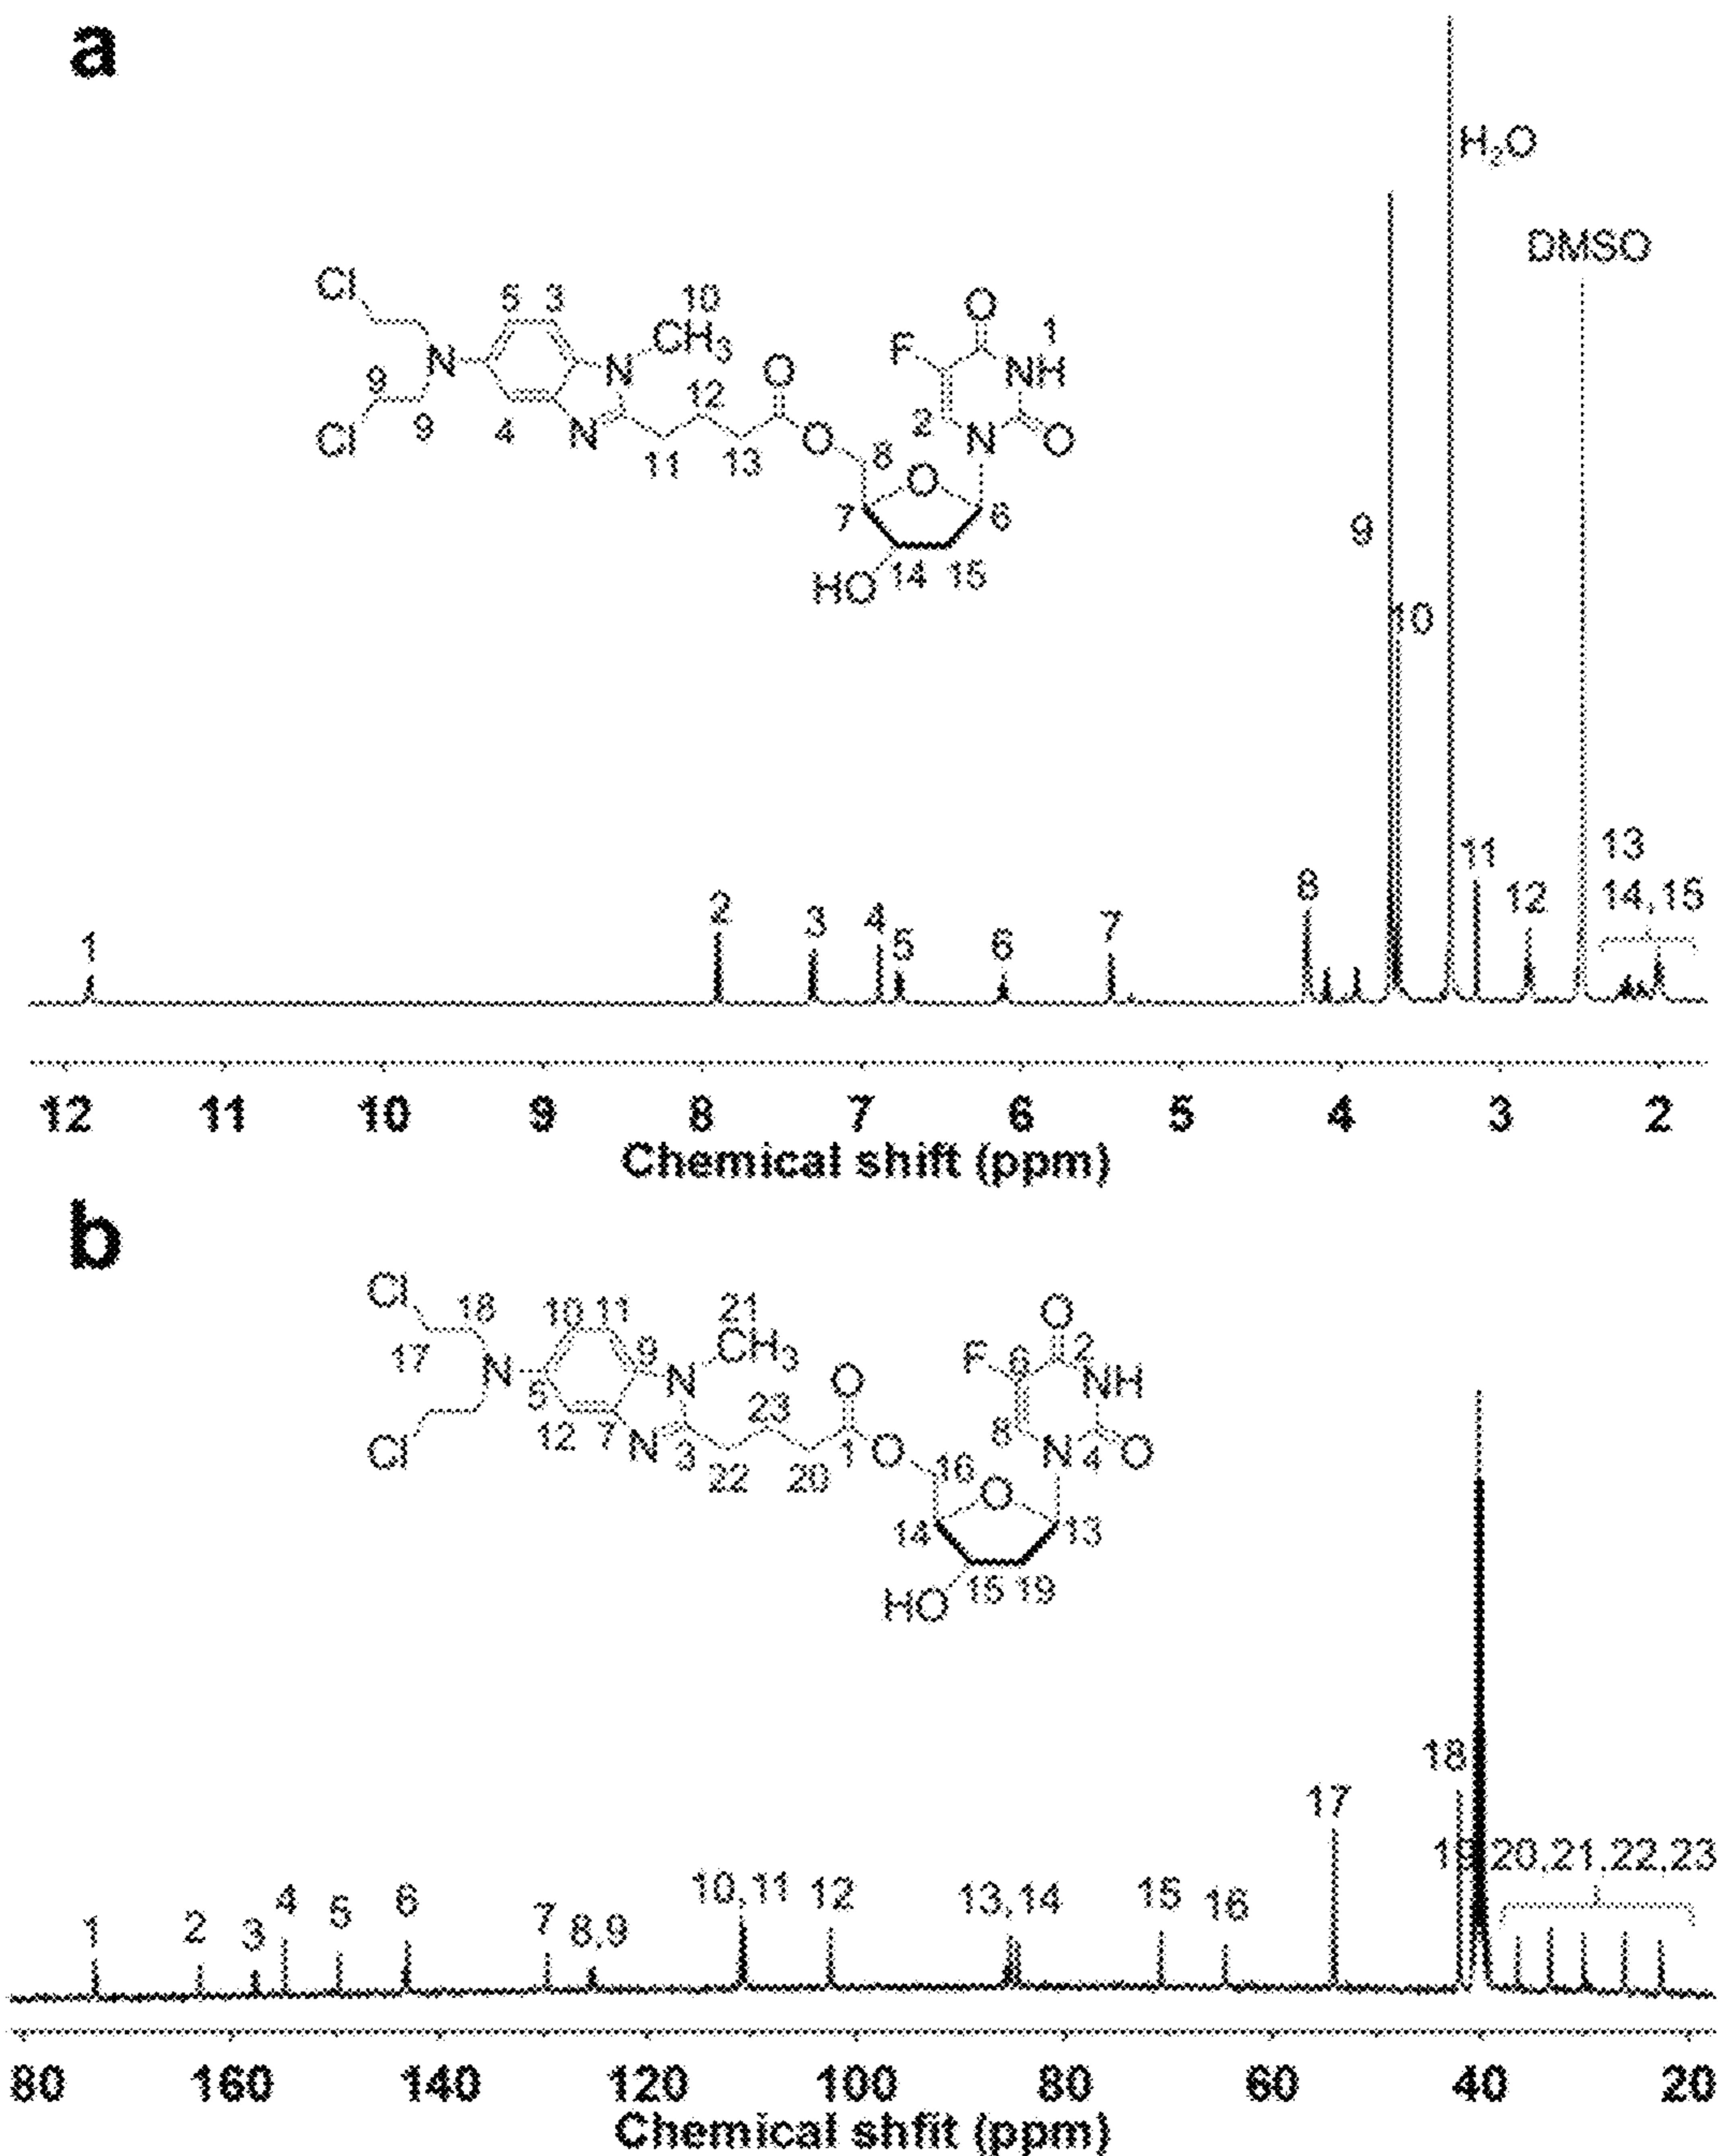 a
H₂O
DMSO
Cl
5 3
10
CH₃
N
N
9
Cl
9
4
N
11
12
13
O
O
8
F
O
1
NH
2
N
O
O
7
6
HO
14 15
9
10
1
2
3
4
5
6
7
8
11
12
13
14,15
12 11 10 9 8 7 6 5 4 3 2
Chemical shift (ppm)
b
Cl
18
17
N
10 11
21
CH₃
9
N
5
Cl
12
7
N
3
22
23
20
O
1
O
16
F
6
O
2
NH
8
N
4
O
O
14
13
HO
15 19
18
17
19,20,21,22,23
1
2
3
4
5
6
7
8,9
10,11
12
13,14
15
16
80 160 140 120 100 80 60 40 20
Chemical shfit (ppm)